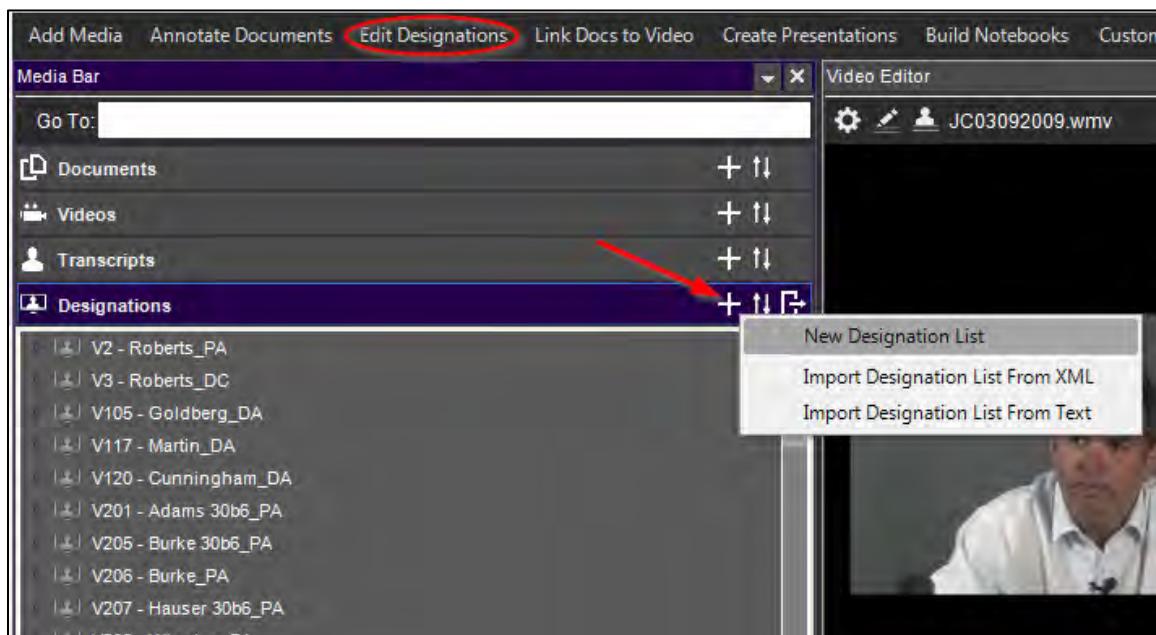 Add Media Annotate Documents Edit Designations Link Docs to Video Create Presentations Build Notebooks Custom
Media Bar
Video Editor
Go To:
JC03092009.wmv
Documents
Videos
Transcripts
Designations
New Designation List
Import Designation List From XML
Import Designation List From Text
V2 - Roberts_PA
V3 - Roberts_DC
V105 - Goldberg_DA
V117 - Martin_DA
V120 - Cunningham_DA
V201 - Adams 30b6_PA
V205 - Burke 30b6_PA
V206 - Burke_PA
V207 - Hauser 30b6_PA